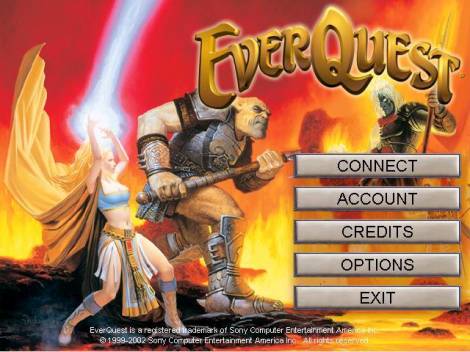 EverQuest
CONNECT
ACCOUNT
CREDITS
OPTIONS
EXIT
EverQuest is a registered trademark of Sony Computer Entertainment America Inc.
© 1999-2002 Sony Computer Entertainment America Inc. All rights reserved.